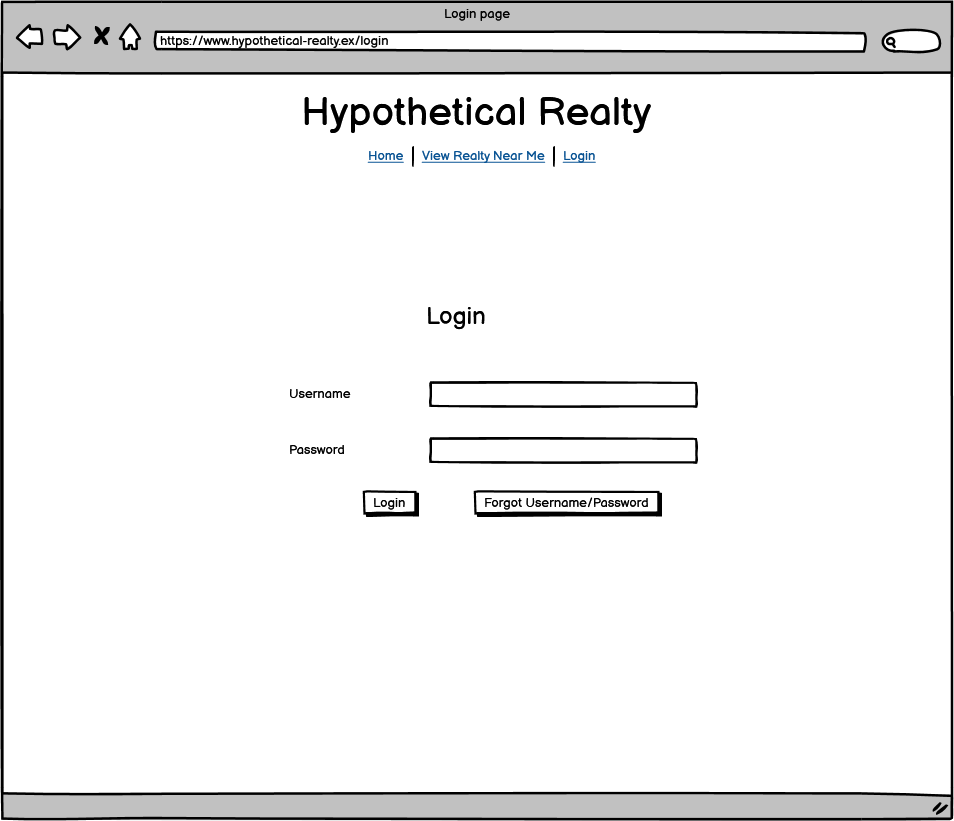 Login page
https://www.hypothetical-realty.ex/login
Hypothetical Realty
Home View Realty Near Me Login
Login
Username
Password
Login Forgot Username/Password